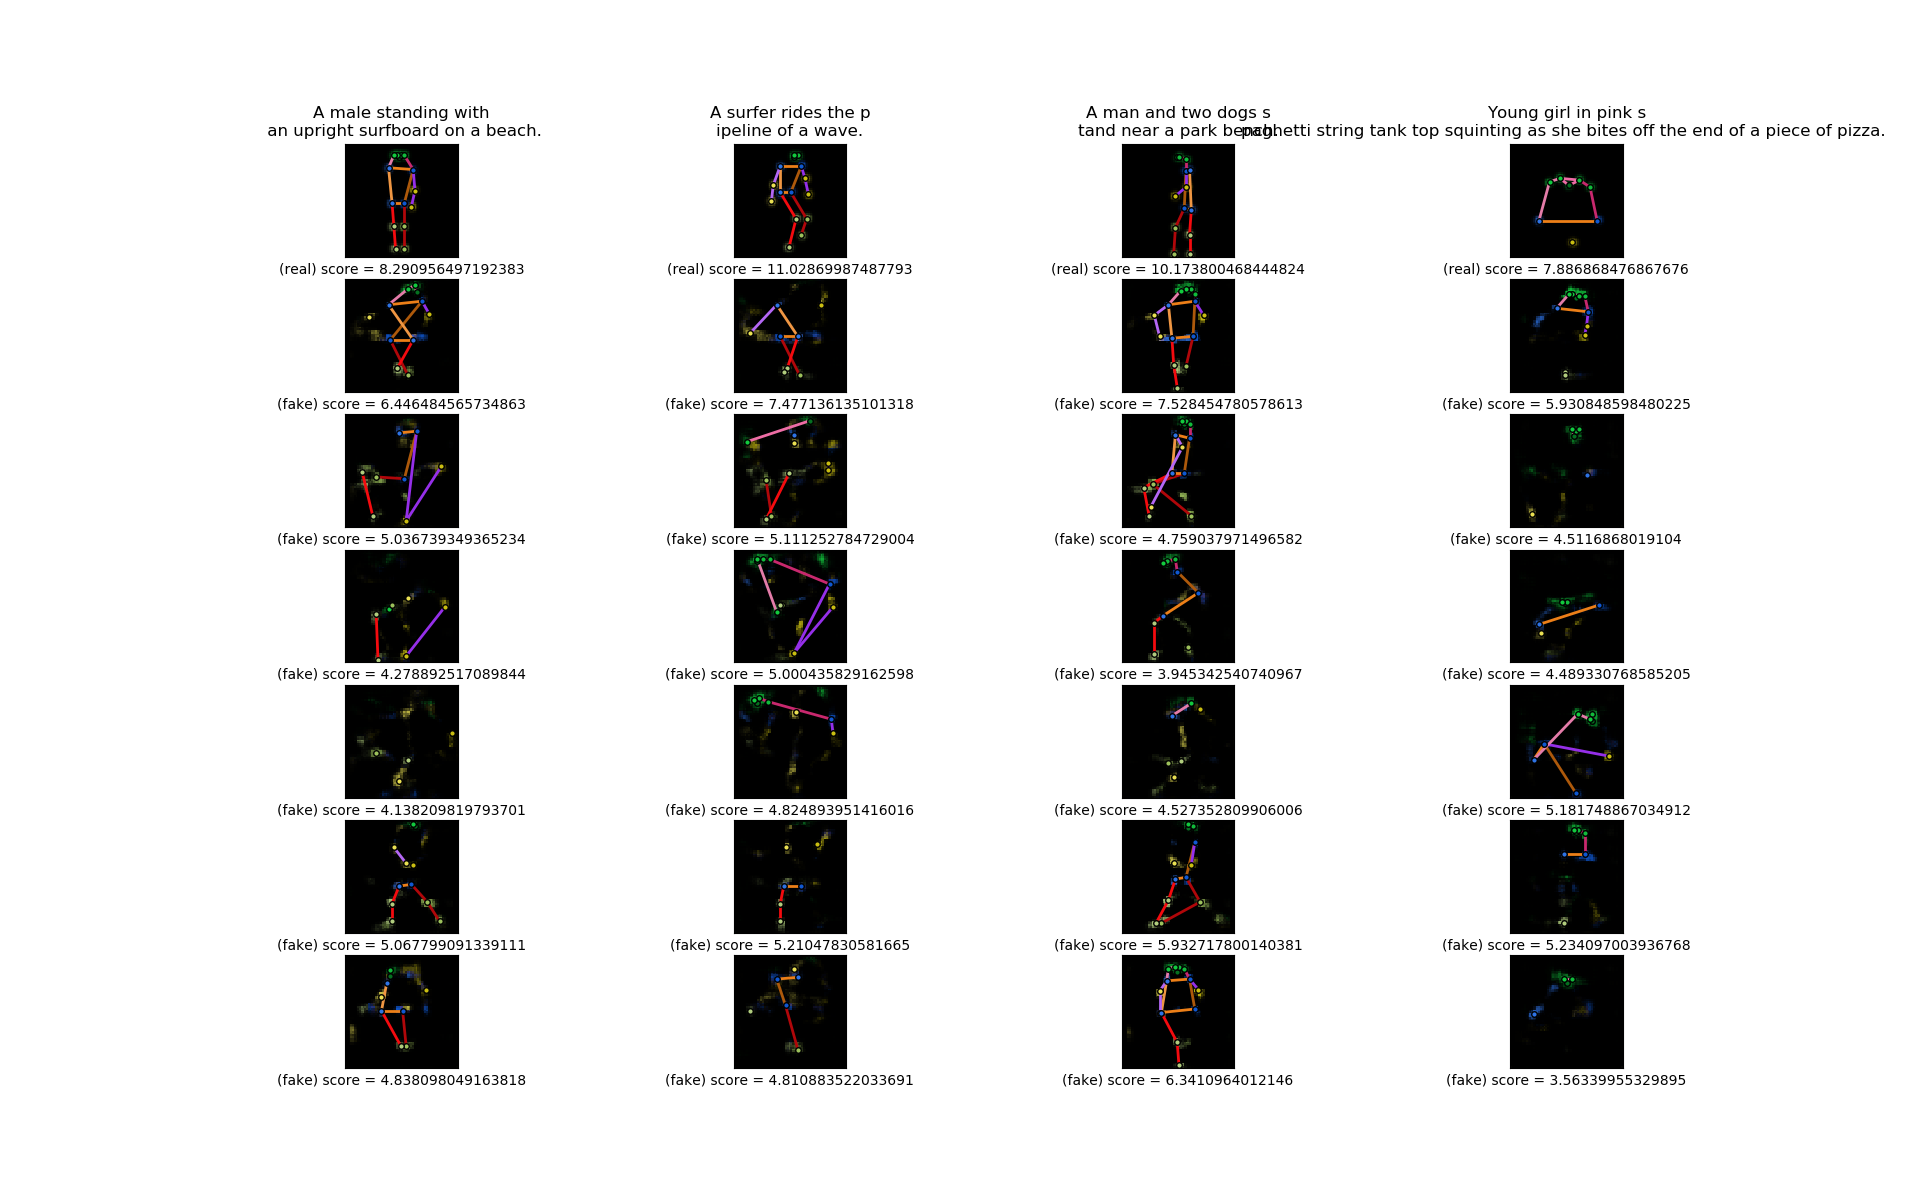 A male standing with
an upright surfboard on a beach.
A surfer rides the p
ipeline of a wave.
A man and two dogs s
tand near a park bench.
Young girl in pink s
paghetti string tank top squinting as she bites off the end of a piece of pizza.
(real) score = 8.290956497192383
(real) score = 11.02869987487793
(real) score = 10.173800468444824
(real) score = 7.886868476867676
(fake) score = 6.446484565734863
(fake) score = 7.477136135101318
(fake) score = 7.528454780578613
(fake) score = 5.930848598480225
(fake) score = 5.036739349365234
(fake) score = 5.111252784729004
(fake) score = 4.759037971496582
(fake) score = 4.5116868019104
(fake) score = 4.278892517089844
(fake) score = 5.000435829162598
(fake) score = 3.945342540740967
(fake) score = 4.489330768585205
(fake) score = 4.138209819793701
(fake) score = 4.824893951416016
(fake) score = 4.527352809906006
(fake) score = 5.181748867034912
(fake) score = 5.067799091339111
(fake) score = 5.21047830581665
(fake) score = 5.932717800140381
(fake) score = 5.234097003936768
(fake) score = 4.838098049163818
(fake) score = 4.810883522033691
(fake) score = 6.3410964012146
(fake) score = 3.56339955329895